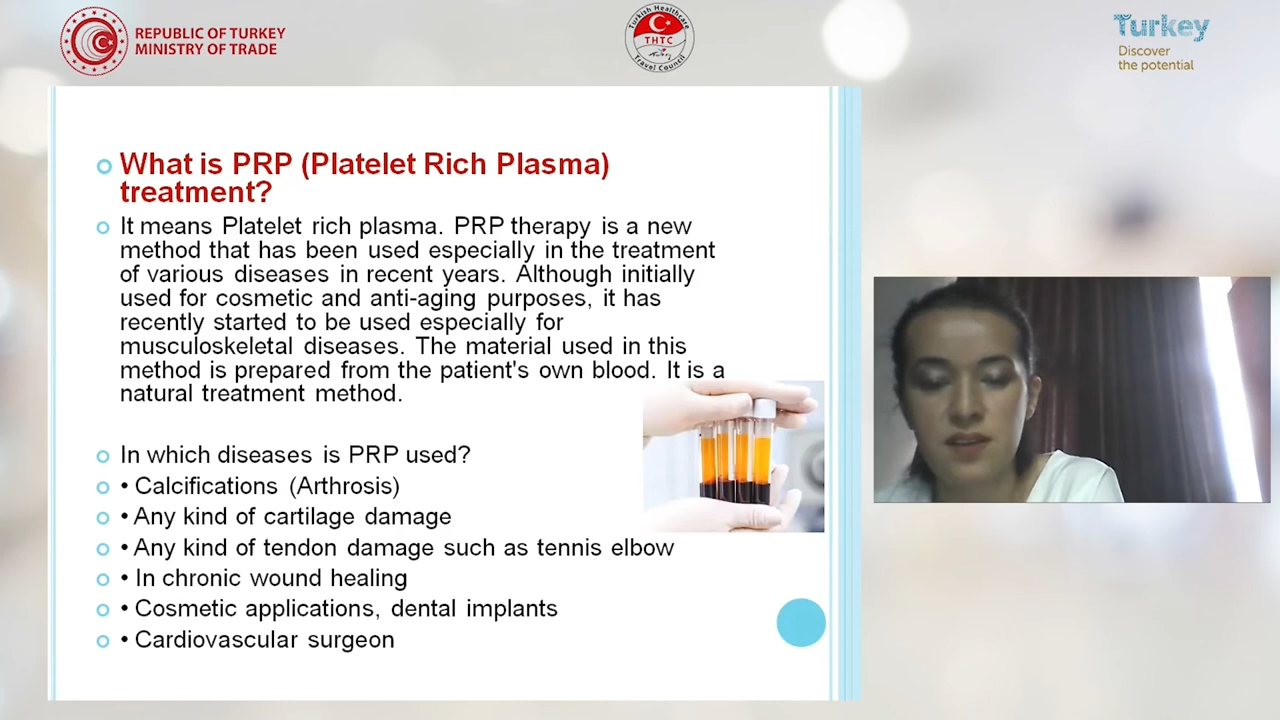 REPUBLIC OF TURKEY
MINISTRY OF TRADE
Turkish Healthcare
THTC
Travel Council
Turkey
Discover
the potential
What is PRP (Platelet Rich Plasma)
treatment?
It means Platelet rich plasma. PRP therapy is a new
method that has been used especially in the treatment
of various diseases in recent years. Although initially
used for cosmetic and anti-aging purposes, it has
recently started to be used especially for
musculoskeletal diseases. The material used in this
method is prepared from the patient's own blood. It is a
natural treatment method.
In which diseases is PRP used?
• Calcifications (Arthrosis)
• Any kind of cartilage damage
• Any kind of tendon damage such as tennis elbow
• In chronic wound healing
• Cosmetic applications, dental implants
• Cardiovascular surgeon